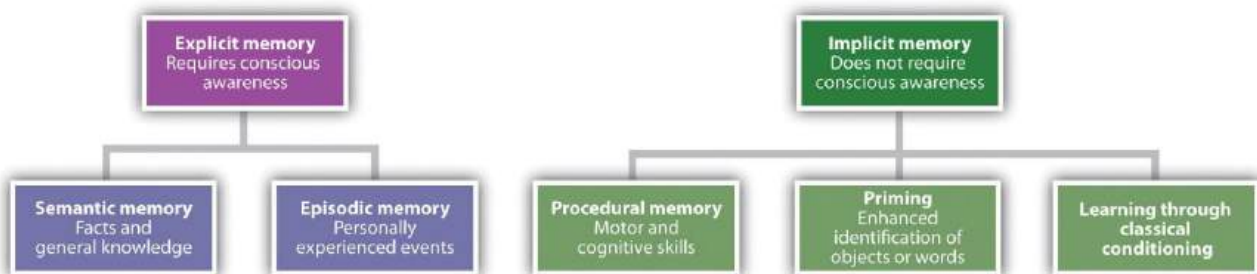 Explicit memory
Requires conscious
awareness
Implicit memory
Does not require
conscious awareness
Semantic memory
Facts and
general knowledge
Episodic memory
Personally
experienced events
Procedural memory
Motor and
cognitive skills
Priming
Enhanced
identification of
objects or words
Learning through
classical
conditioning